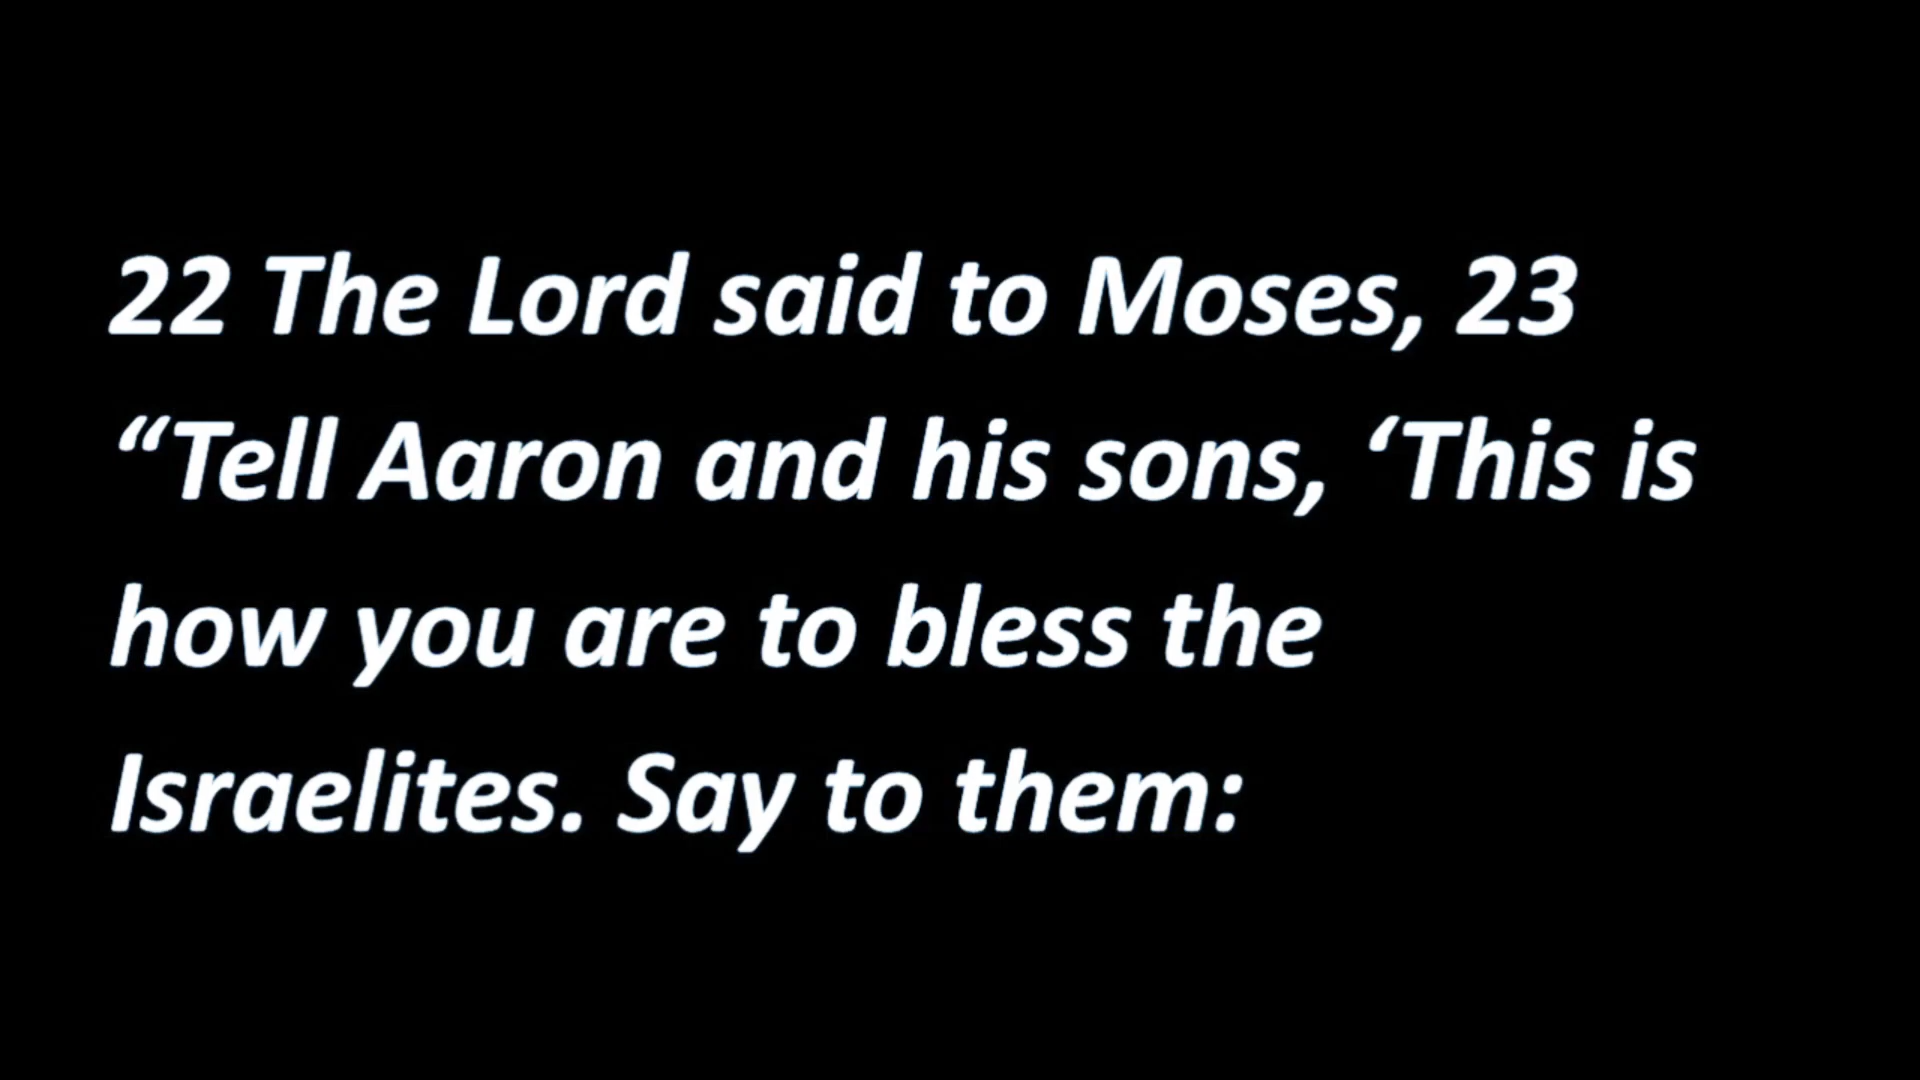 22 The Lord said to Moses, 23
“Tell Aaron and his sons, ‘This is
how you are to bless the
Israelites. Say to them: